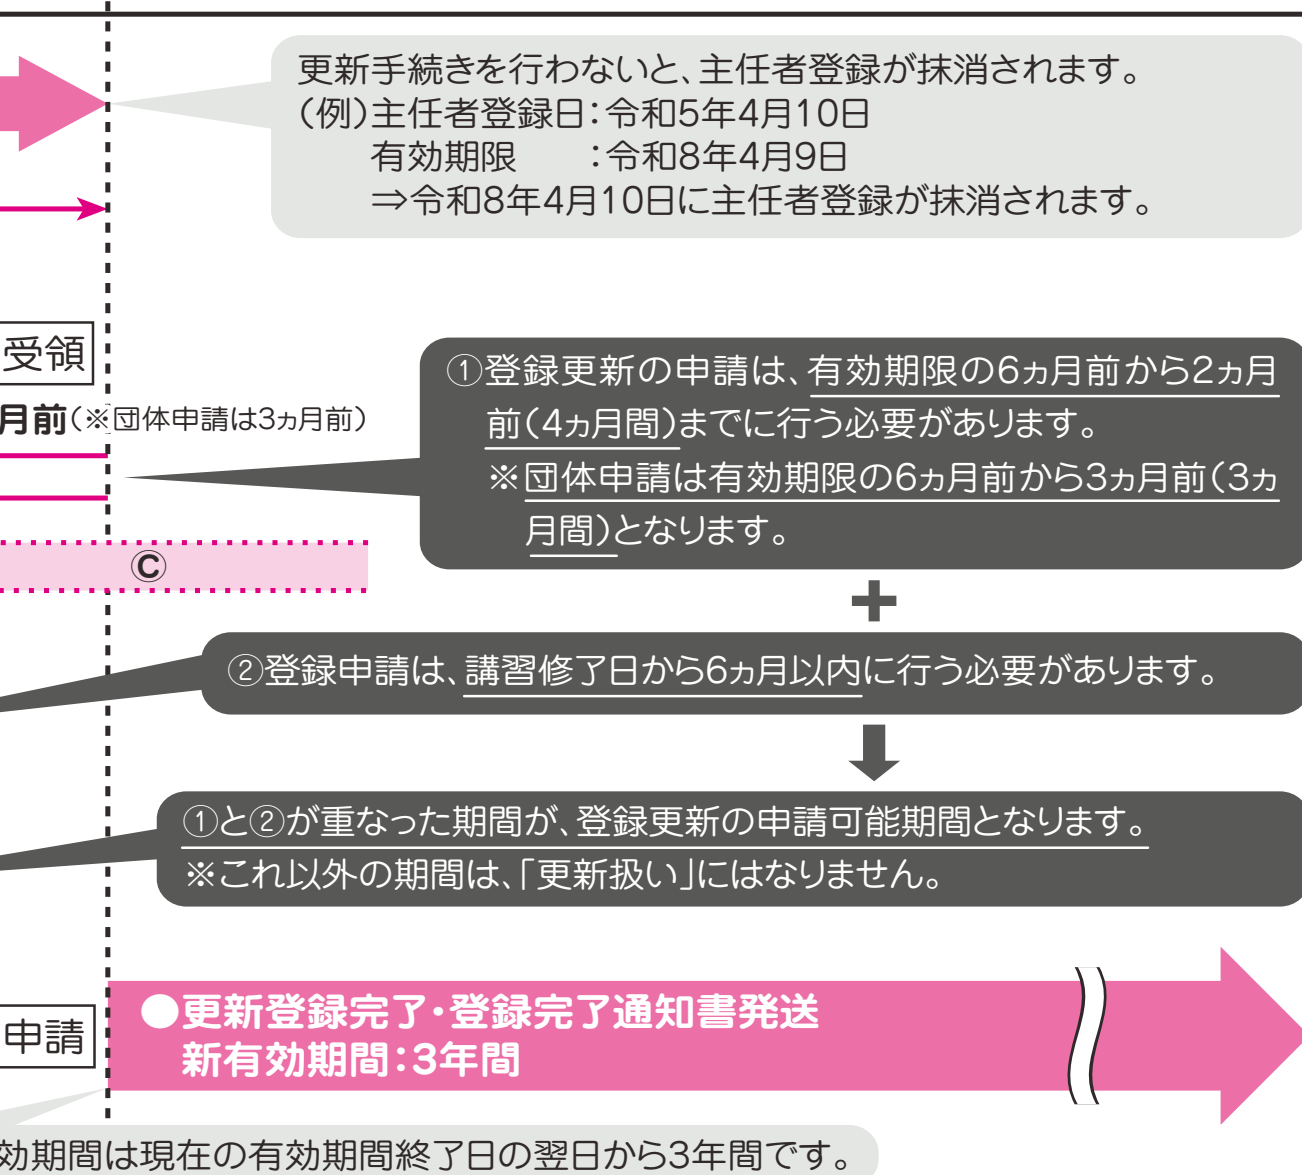 更新手続きを行わないと、主任者登録が抹消されます。
(例)主任者登録日:令和5年4月10日
有効期限　　:令和8年4月9日
⇒令和8年4月10日に主任者登録が抹消されます。
受領
月前(※団体申請は3ヵ月前)
①登録更新の申請は、有効期限の6ヵ月前から2ヵ月
前(4ヵ月間)までに行う必要があります。
※団体申請は有効期限の6ヵ月前から3ヵ月前(3ヵ
月間)となります。
Ⓒ
+
②登録申請は、講習修了日から6ヵ月以内に行う必要があります。
①と②が重なった期間が、登録更新の申請可能期間となります。
※これ以外の期間は、「更新扱い」にはなりません。
申請
●更新登録完了・登録完了通知書発送
新有効期間:3年間
効期間は現在の有効期間終了日の翌日から3年間です。